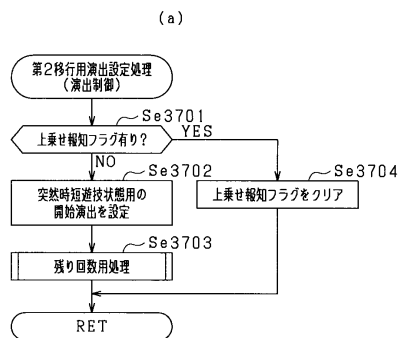 (a)
第2移行用演出設定処理
(演出制御)
Se3701
上乗せ報知フラグ有り?
YES
NO
Se3702
突然時短遊技状態用の
開始演出を設定
Se3704
上乗せ報知フラグをクリア
Se3703
残り回数用処理
RET